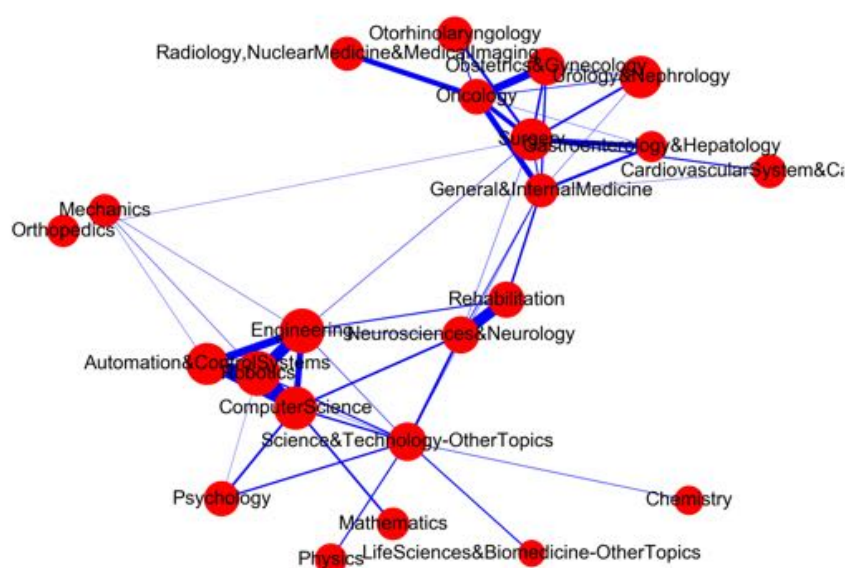 Otorhinolaryngology
Radiology,NuclearMedicine&MedicalImaging
Obstetrics&Gynecology
Urology&Nephrology
Oncology
Surgery
Gastroenterology&Hepatology
CardiovascularSystem&Ca
General&InternalMedicine
Mechanics
Orthopedics
Rehabilitation
Engineering
Neurosciences&Neurology
Automation&ControlSystems
Robotics
ComputerScience
Science&Technology-OtherTopics
Psychology
Chemistry
Mathematics
Physics
LifeSciences&Biomedicine-OtherTopics